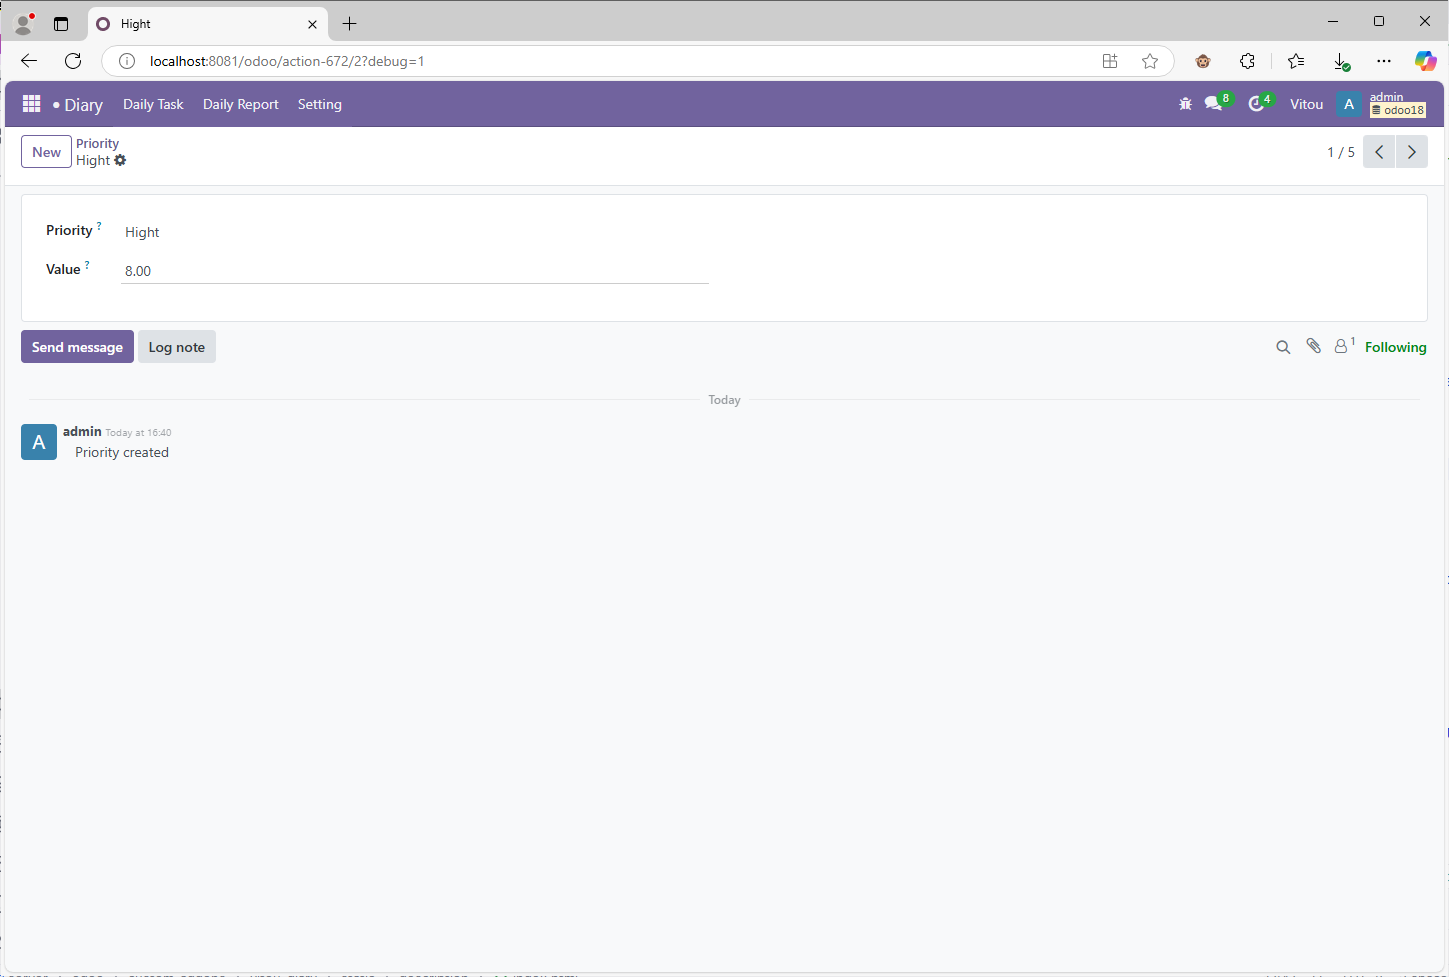 Hight
localhost:8081/odoo/action-672/2?debug=1
Diary Daily Task Daily Report Setting
8 4 Vitou A admin
odoo18
New Priority
Hight
1 / 5
Priority ? Hight
Value ? 8.00
Send message Log note
1 Following
Today
A admin Today at 16:40
Priority created